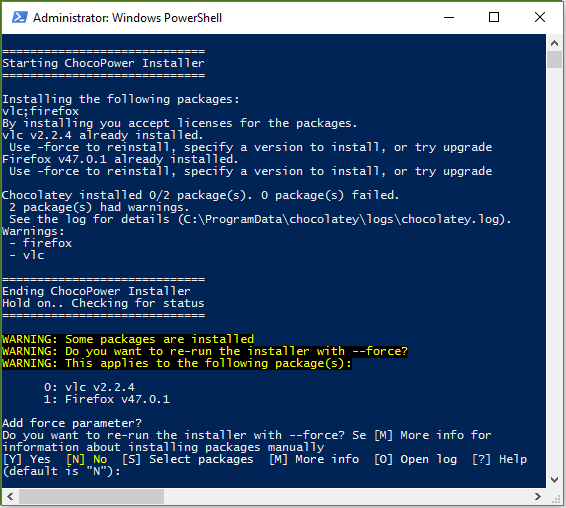 Administrator: Windows PowerShell
=============================
Starting ChocoPower Installer
=============================
Installing the following packages:
vlc;firefox
By installing you accept licenses for the packages.
vlc v2.2.4 already installed.
Use -force to reinstall, specify a version to install, or try upgrade
Firefox v47.0.1 already installed.
Use -force to reinstall, specify a version to install, or try upgrade
Chocolatey installed 0/2 package(s). 0 package(s) failed.
2 package(s) had warnings.
See the log for details (C:\ProgramData\chocolatey\logs\chocolatey.log).
Warnings:
- firefox
- vlc
=============================
Ending ChocoPower Installer
Hold on.. Checking for status
=============================
WARNING: Some packages are installed
WARNING: Do you want to re-run the installer with --force?
WARNING: This applies to the following package(s):
0: vlc v2.2.4
1: Firefox v47.0.1
Add force parameter?
Do you want to re-run the installer with --force? Se [M] More info for
information about installing packages manually
[Y] Yes  [N] No  [S] Select packages  [M] More info  [O] Open log  [?] Help
(default is "N"):